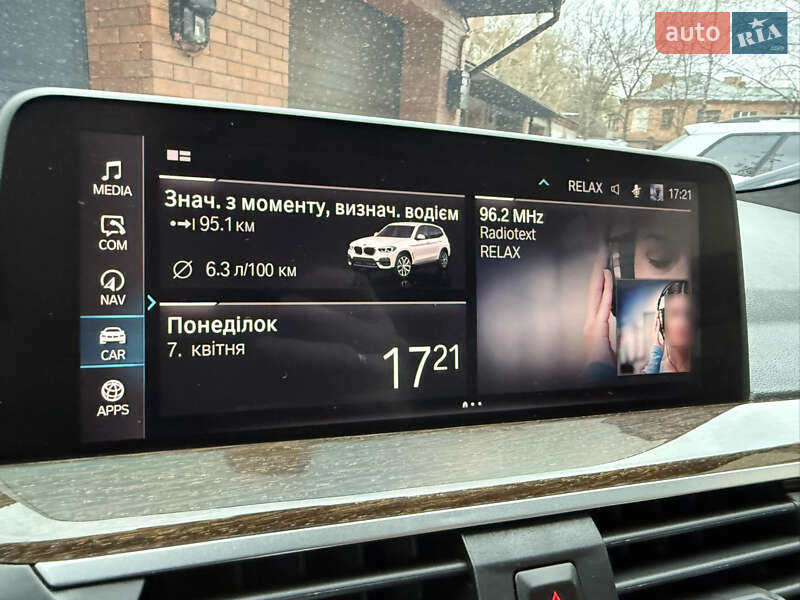 auto RIA
.com
RELAX 17:21
MEDIA
COM
NAV
CAR
APPS
Знач. з моменту, визнач. водієм
95.1 км
Ø 6.3 л/100 км
Понеділок
7. квітня
17 21
96.2 MHz
Radiotext
RELAX